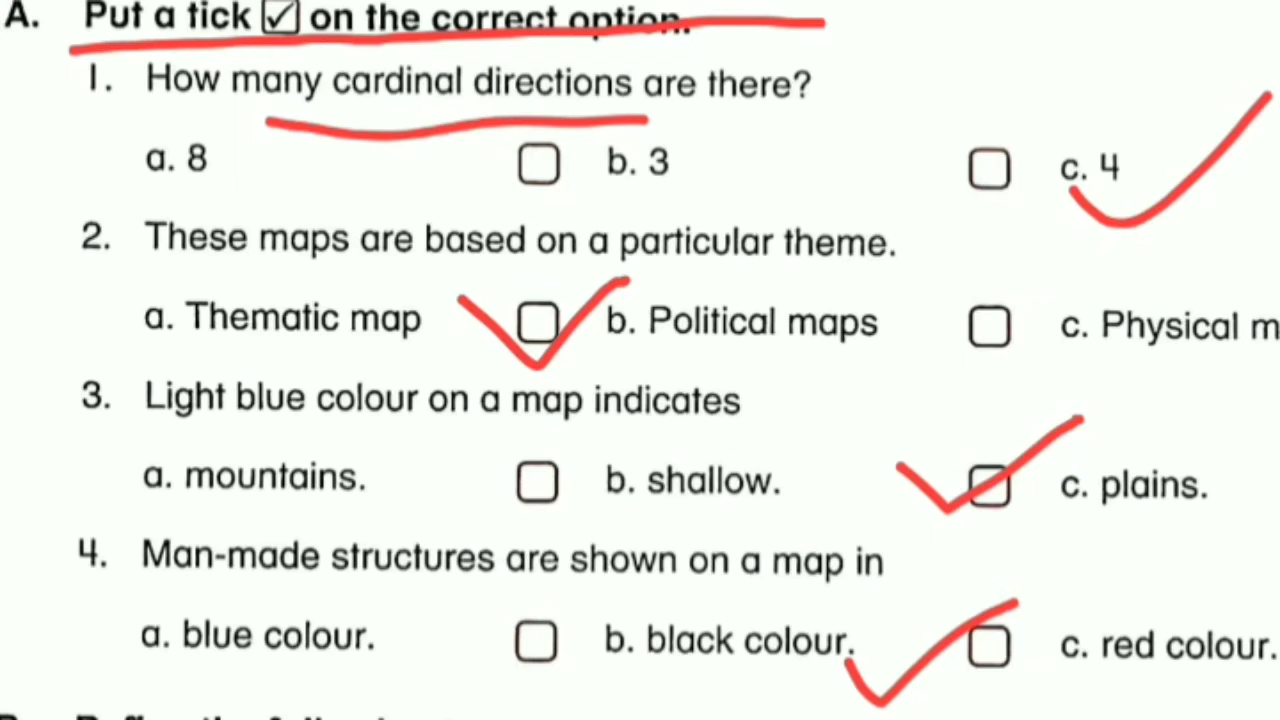 A. Put a tick ☑ on the correct option.
1. How many cardinal directions are there?
a. 8 b. 3 c. 4
2. These maps are based on a particular theme.
a. Thematic map b. Political maps c. Physical m
3. Light blue colour on a map indicates
a. mountains. b. shallow. c. plains.
4. Man-made structures are shown on a map in
a. blue colour. b. black colour. c. red colour.